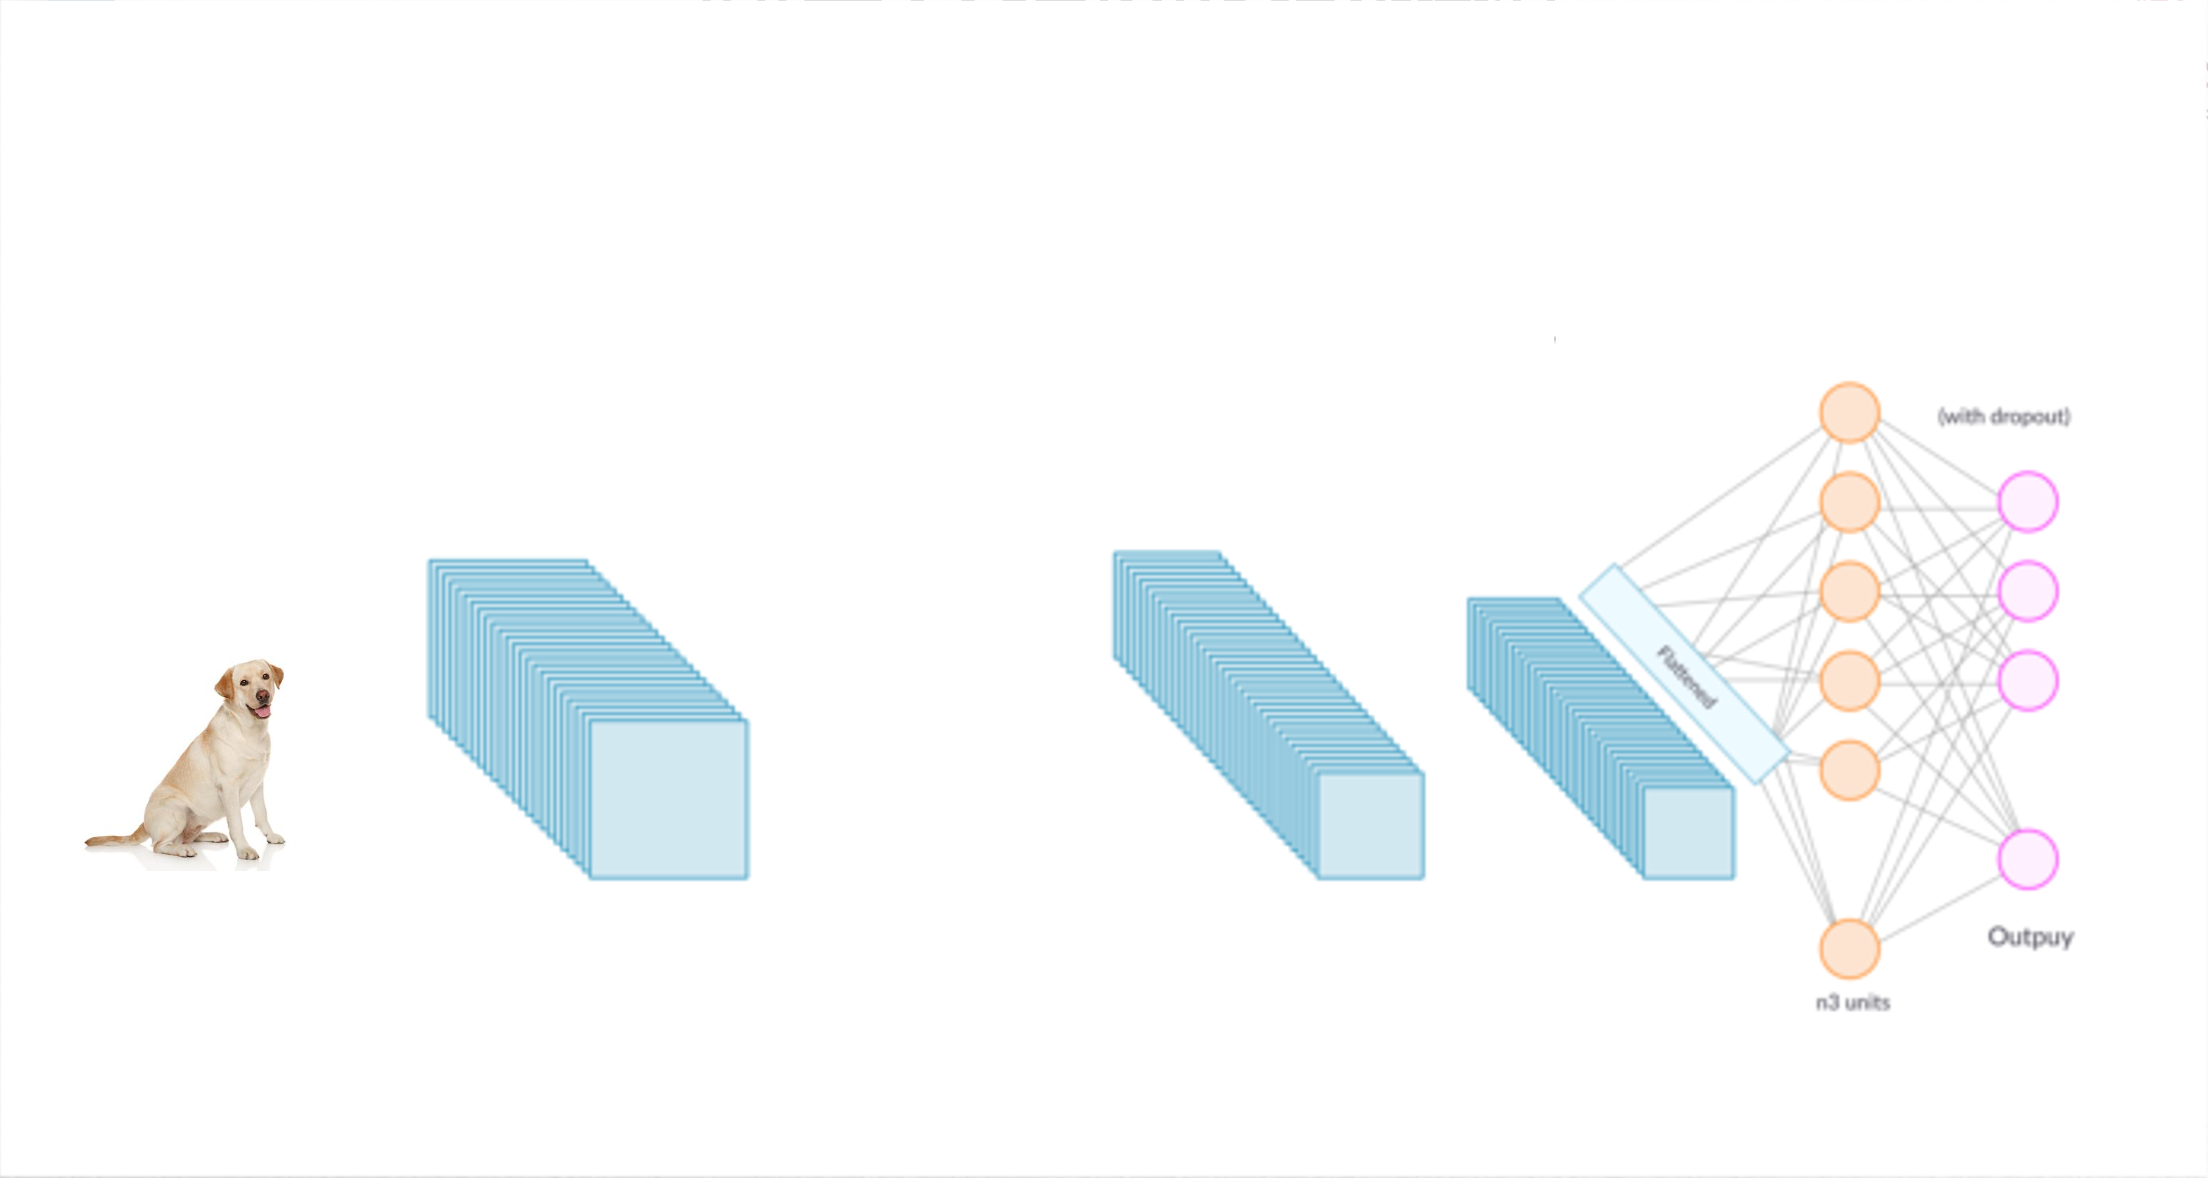 (with dropout)
Flattened
Outpuy
n3 units